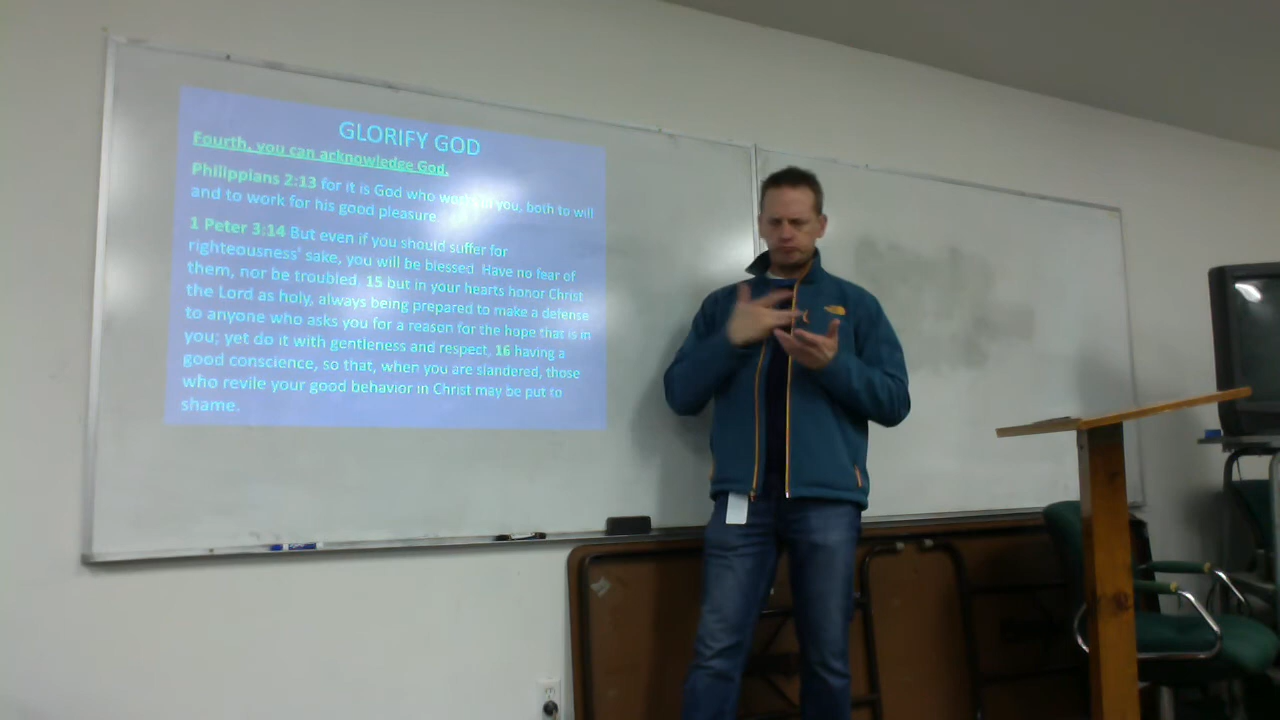 GLORIFY GOD
Fourth, you can acknowledge God.
Philippians 2:13 for it is God who works in you, both to will
and to work for his good pleasure.
1 Peter 3:14 But even if you should suffer for
righteousness' sake, you will be blessed. Have no fear of
them, nor be troubled, 15 but in your hearts honor Christ
the Lord as holy, always being prepared to make a defense
to anyone who asks you for a reason for the hope that is in
you; yet do it with gentleness and respect, 16 having a
good conscience, so that, when you are slandered, those
who revile your good behavior in Christ may be put to
shame.